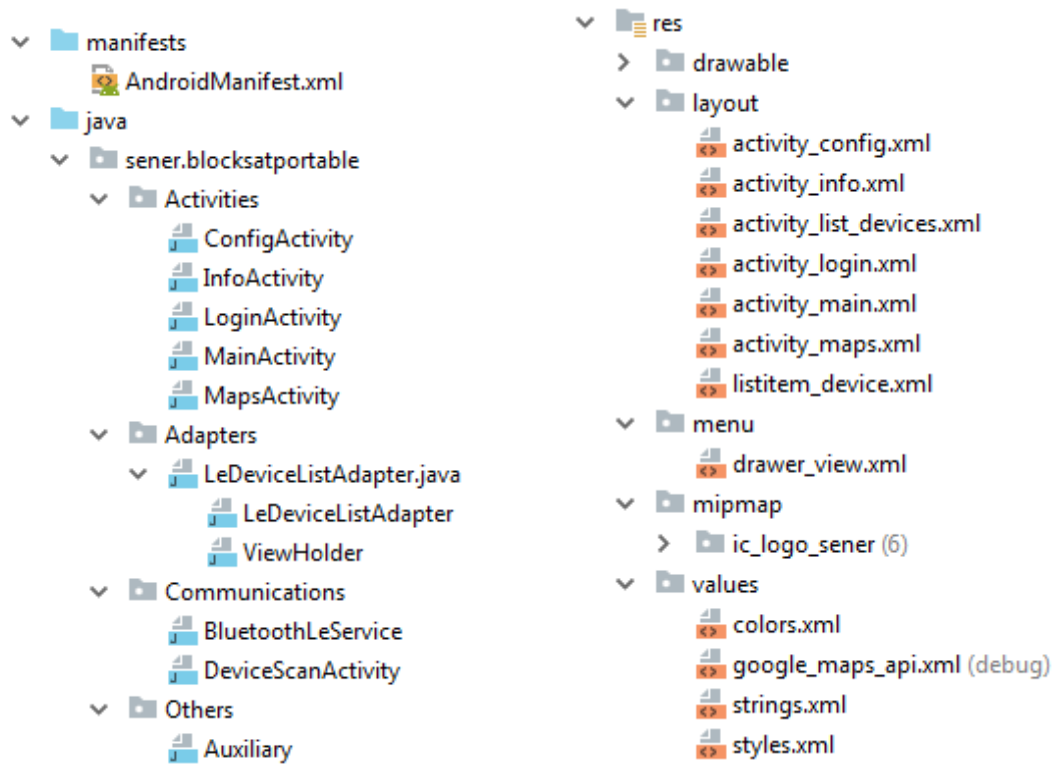 manifests
AndroidManifest.xml
java
sener.blocksatportable
Activities
ConfigActivity
InfoActivity
LoginActivity
MainActivity
MapsActivity
Adapters
LeDeviceListAdapter.java
LeDeviceListAdapter
ViewHolder
Communications
BluetoothLeService
DeviceScanActivity
Others
Auxiliary
res
drawable
layout
activity_config.xml
activity_info.xml
activity_list_devices.xml
activity_login.xml
activity_main.xml
activity_maps.xml
listitem_device.xml
menu
drawer_view.xml
mipmap
ic_logo_sener (6)
values
colors.xml
google_maps_api.xml (debug)
strings.xml
styles.xml